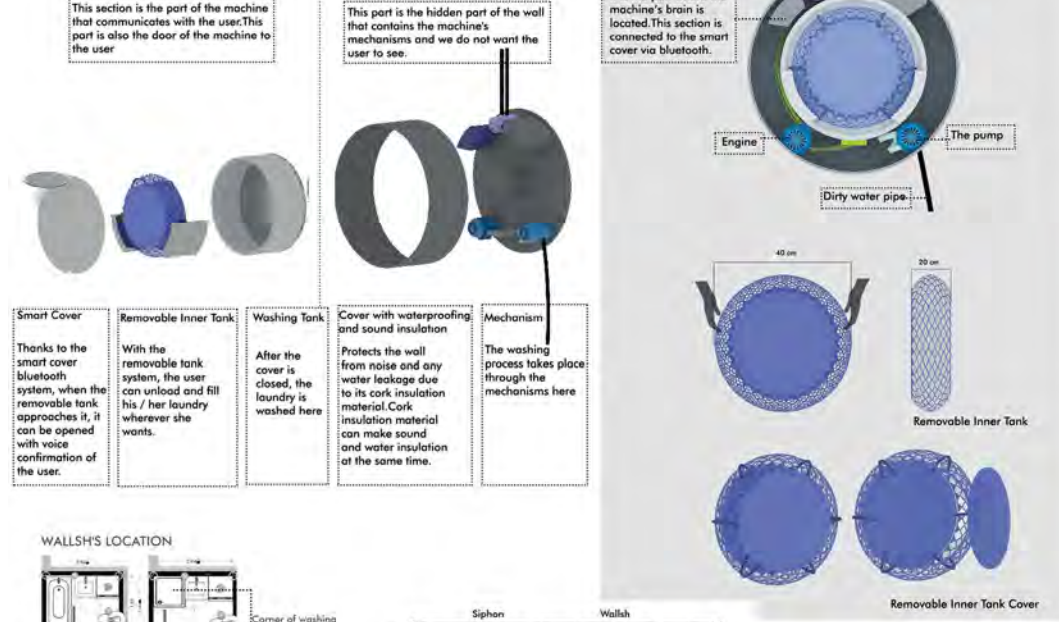 This section is the part of the machine
that communicates with the user.This
part is also the door of the machine to
the user
This part is the hidden part of the wall
that contains the machine's
mechanisms and we do not want the
user to see.
machine's brain is
located.This section is
connected to the smart
cover via bluetooth.
Engine
The pump
Dirty water pipe
40 cm
20 cm
Removable Inner Tank
Removable Inner Tank Cover
Smart Cover
Thanks to the
smart cover
bluetooth
system, when the
removable tank
approaches it, it
can be opened
with voice
confirmation of
the user.
Removable Inner Tank
With the
removable tank
system, the user
can unload and fill
his / her laundry
wherever she
wants.
Washing Tank
After the
cover is
closed, the
laundry is
washed here
Cover with waterproofing
and sound insulation
Protects the wall
from noise and any
water leakage due
to its cork insulation
material.Cork
insulation material
can make sound
and water insulation
at the same time.
Mechanism
The washing
process takes place
through the
mechanisms here
WALLSH'S LOCATION
Corner of washing
Siphon
Wallsh